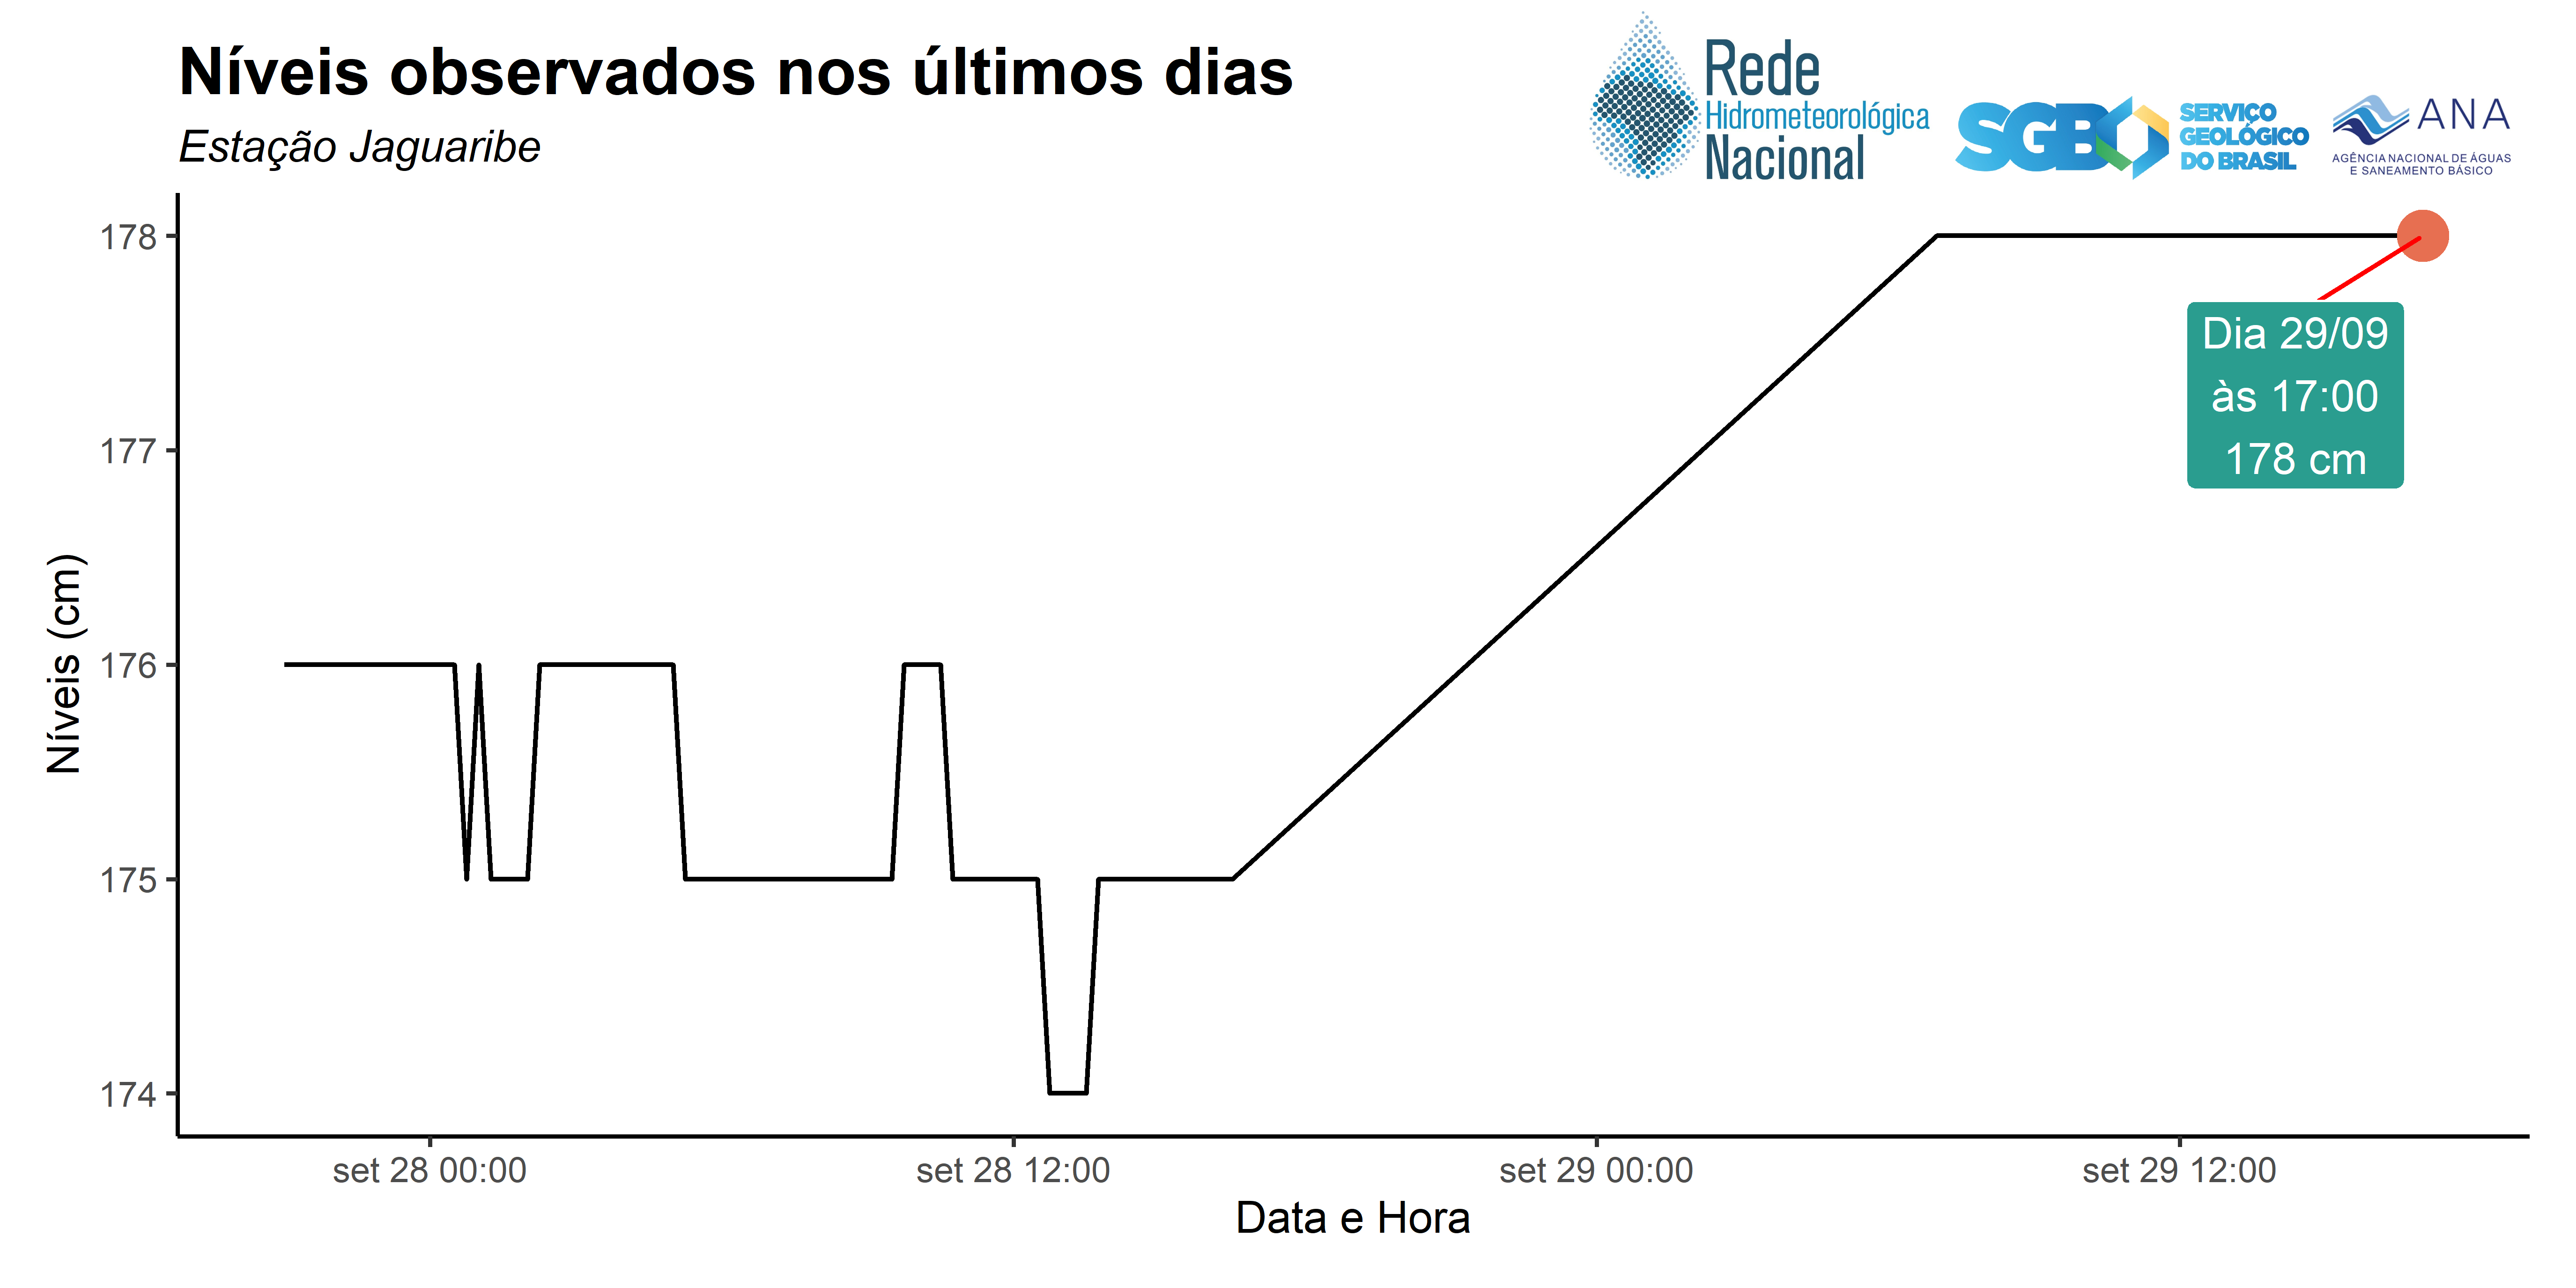 Níveis observados nos últimos dias
Estação Jaguaribe
Rede
Hidrometeorológica
Nacional
SGB
SERVIÇO
GEOLÓGICO
DO BRASIL
ANA
AGÊNCIA NACIONAL DE ÁGUAS
E SANEAMENTO BÁSICO
178
177
176
175
174
Níveis (cm)
Dia 29/09
às 17:00
178 cm
set 28 00:00
set 28 12:00
set 29 00:00
set 29 12:00
Data e Hora